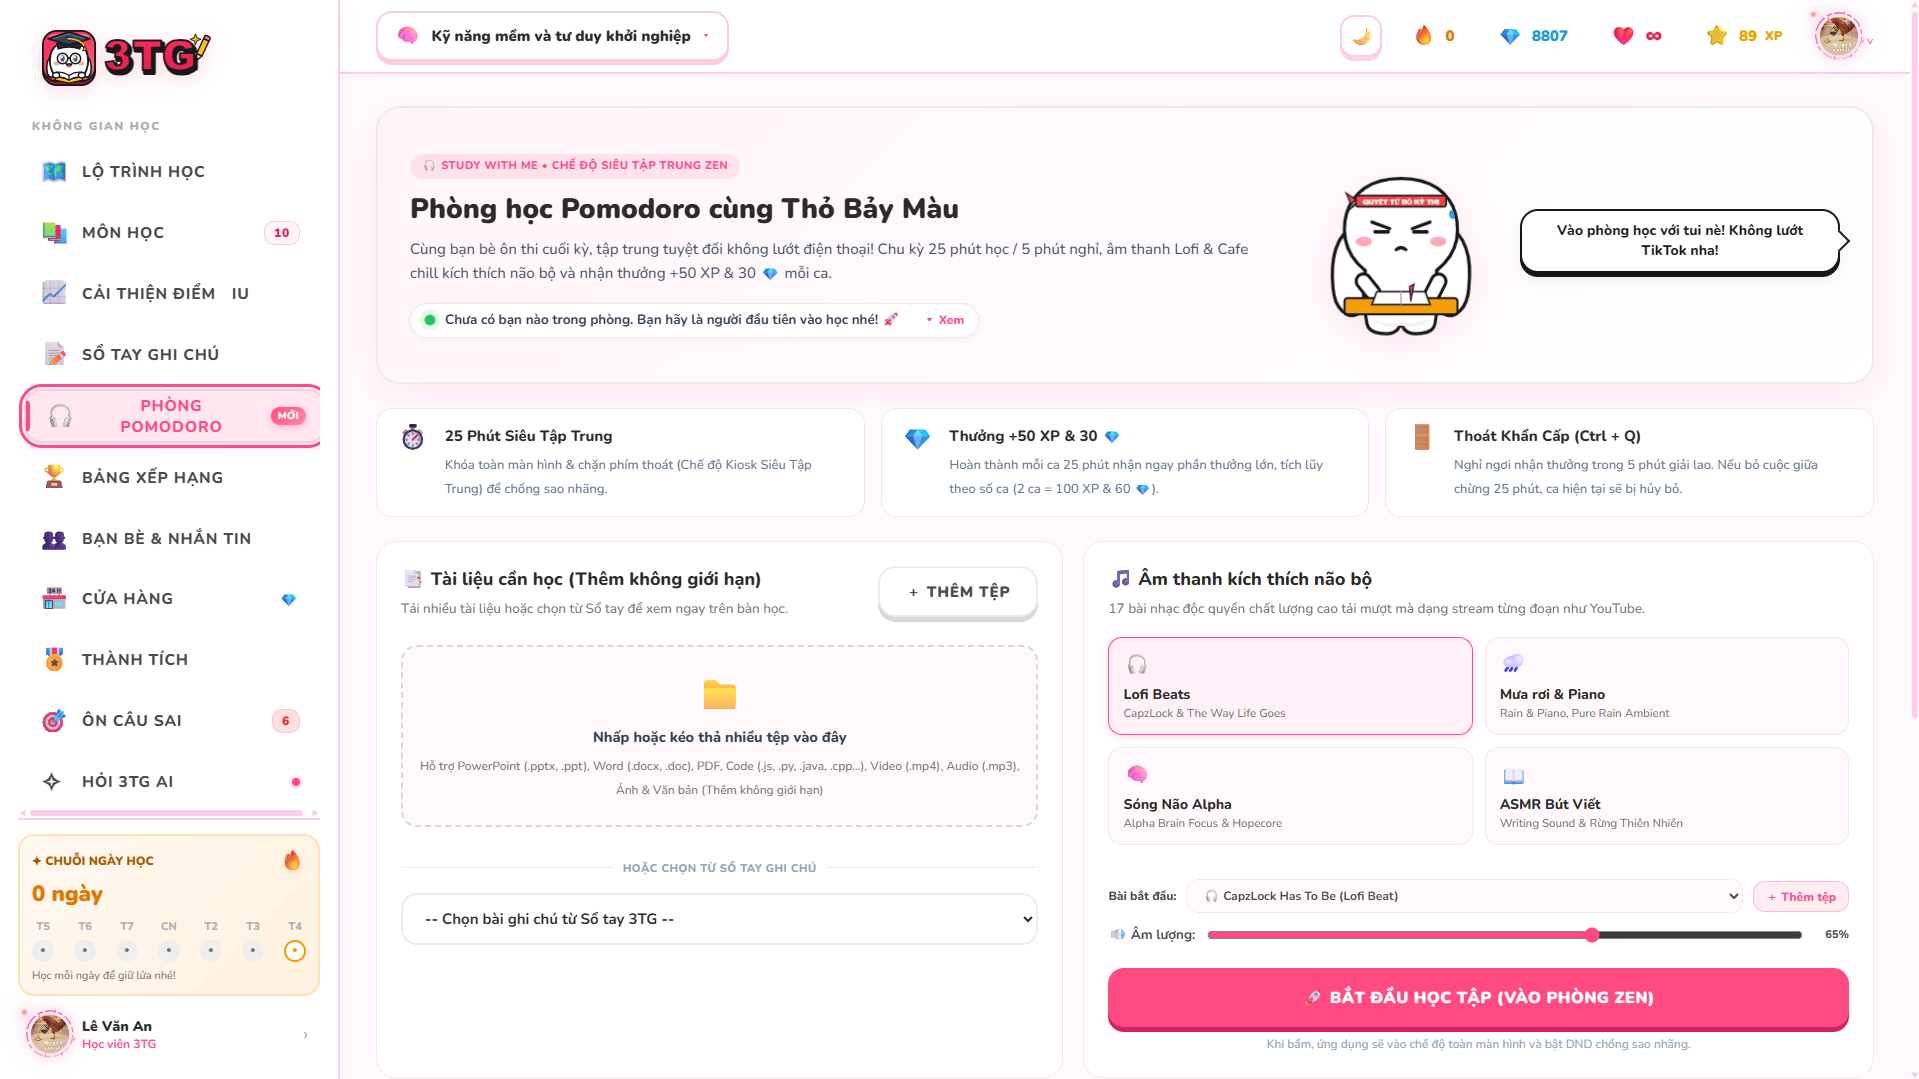 3TG
KHÔNG GIAN HỌC
LỘ TRÌNH HỌC
MÔN HỌC 10
CẢI THIỆN ĐIỂM IU
SỔ TAY GHI CHÚ
PHÒNG
POMODORO
MỚI
BẢNG XẾP HẠNG
BẠN BÈ & NHẮN TIN
CỬA HÀNG
THÀNH TÍCH
ÔN CÂU SAI 6
HỎI 3TG AI
✦ CHUỖI NGÀY HỌC
0 ngày
T5 T6 T7 CN T2 T3 T4
Học mỗi ngày để giữ lửa nhé!
Lê Văn An
Học viên 3TG
Kỹ năng mềm và tư duy khởi nghiệp
0 8807 ∞ 89 XP
STUDY WITH ME • CHẾ ĐỘ SIÊU TẬP TRUNG ZEN
Phòng học Pomodoro cùng Thỏ Bảy Màu
Cùng bạn bè ôn thi cuối kỳ, tập trung tuyệt đối không lướt điện thoại! Chu kỳ 25 phút học / 5 phút nghỉ, âm thanh Lofi & Cafe
chill kích thích não bộ và nhận thưởng +50 XP & 30 💎 mỗi ca.
Chưa có bạn nào trong phòng. Bạn hãy là người đầu tiên vào học nhé! 🚀 Xem
QUYẾT TỬ BỎ KỲ THI
Vào phòng học với tui nè! Không lướt
TikTok nha!
25 Phút Siêu Tập Trung
Khóa toàn màn hình & chặn phím thoát (Chế độ Kiosk Siêu Tập
Trung) để chống sao nhãng.
Thưởng +50 XP & 30 💎
Hoàn thành mỗi ca 25 phút nhận ngay phần thưởng lớn, tích lũy
theo số ca (2 ca = 100 XP & 60 💎).
Thoát Khẩn Cấp (Ctrl + Q)
Nghỉ ngơi nhận thưởng trong 5 phút giải lao. Nếu bỏ cuộc giữa
chừng 25 phút, ca hiện tại sẽ bị hủy bỏ.
Tài liệu cần học (Thêm không giới hạn)
Tải nhiều tài liệu hoặc chọn từ Sổ tay để xem ngay trên bàn học.
+ THÊM TỆP
Nhấp hoặc kéo thả nhiều tệp vào đây
Hỗ trợ PowerPoint (.pptx, .ppt), Word (.docx, .doc), PDF, Code (.js, .py, .java, .cpp...), Video (.mp4), Audio (.mp3),
Ảnh & Văn bản (Thêm không giới hạn)
HOẶC CHỌN TỪ SỔ TAY GHI CHÚ
-- Chọn bài ghi chú từ Sổ tay 3TG --
Âm thanh kích thích não bộ
17 bài nhạc độc quyền chất lượng cao tải mượt mà dạng stream từng đoạn như YouTube.
Lofi Beats
CapzLock & The Way Life Goes
Mưa rơi & Piano
Rain & Piano, Pure Rain Ambient
Sóng Não Alpha
Alpha Brain Focus & Hopecore
ASMR Bút Viết
Writing Sound & Rừng Thiên Nhiên
Bài bắt đầu: 🎧 CapzLock Has To Be (Lofi Beat) + Thêm tệp
Âm lượng: 65%
🚀 BẮT ĐẦU HỌC TẬP (VÀO PHÒNG ZEN)
Khi bấm, ứng dụng sẽ vào chế độ toàn màn hình và bật DND chống sao nhãng.